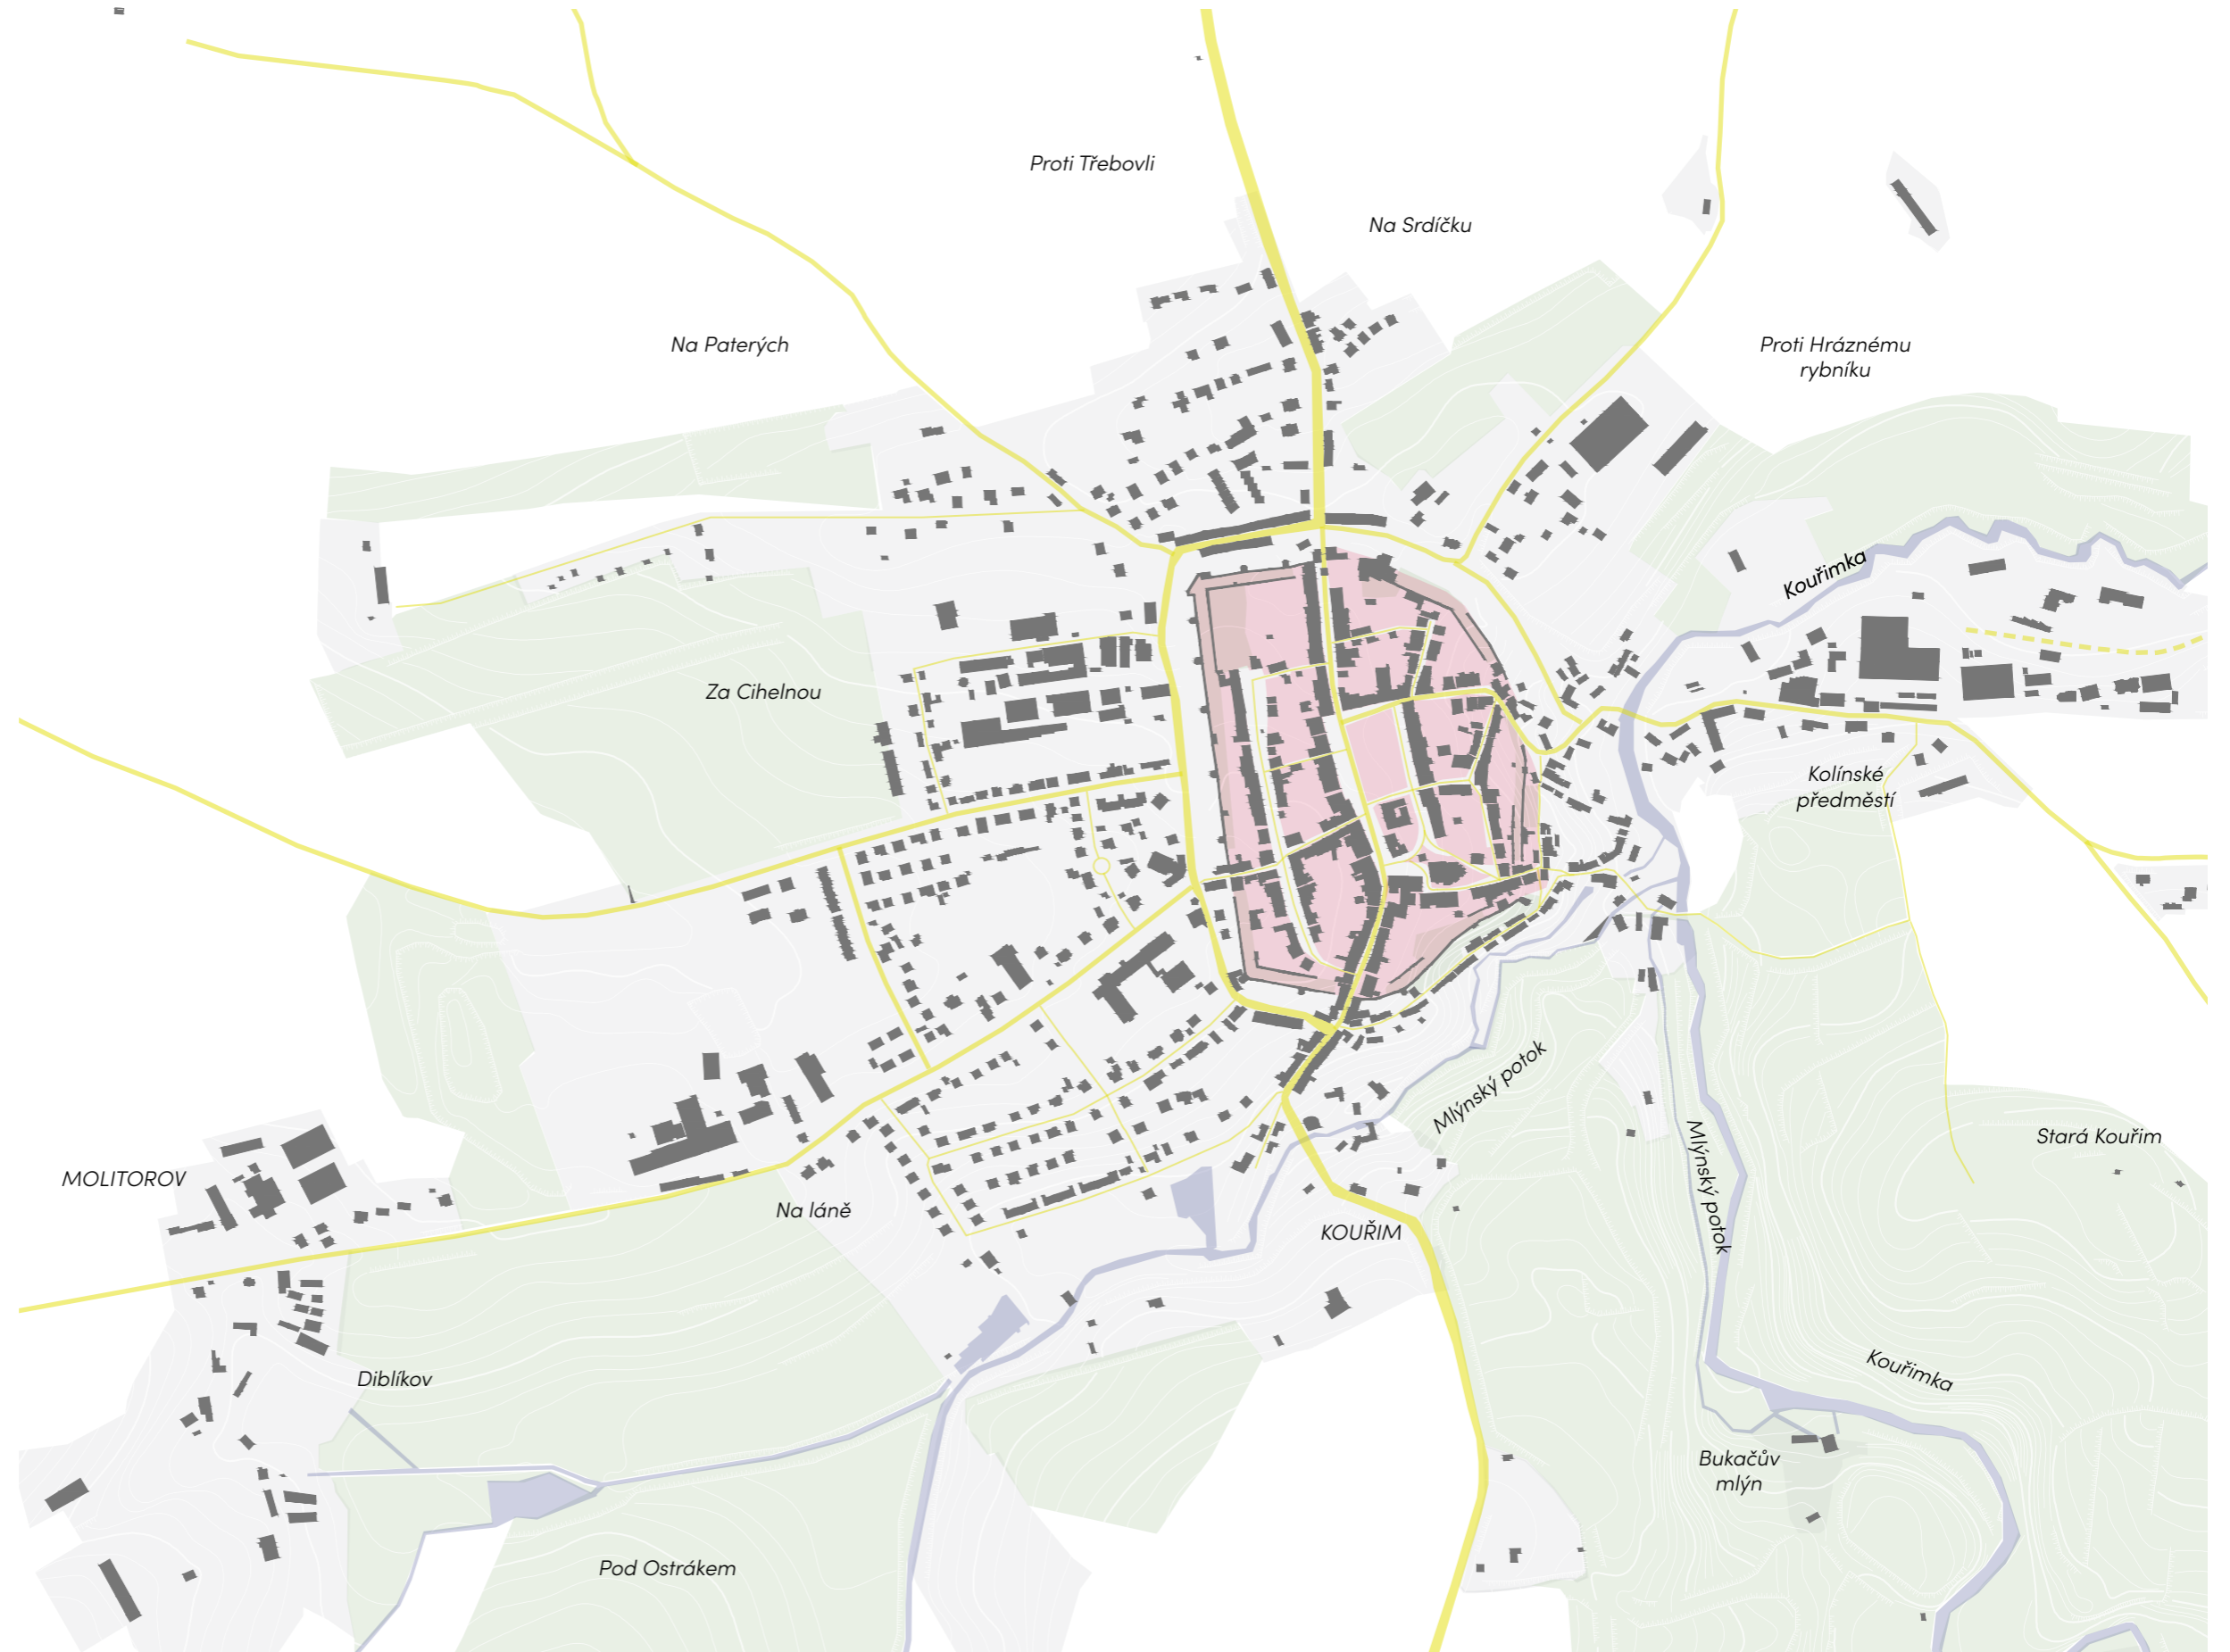 Proti Třebovli
Na Srdíčku
Na Paterých
Proti Hráznému
rybníku
Kouřimka
Za Cihelnou
Kolínské
předměstí
Mlýnský potok
Mlýnský potok
Stará Kouřim
MOLITOROV
Na láně
KOUŘIM
Diblíkov
Kouřimka
Bukačův
mlýn
Pod Ostrákem